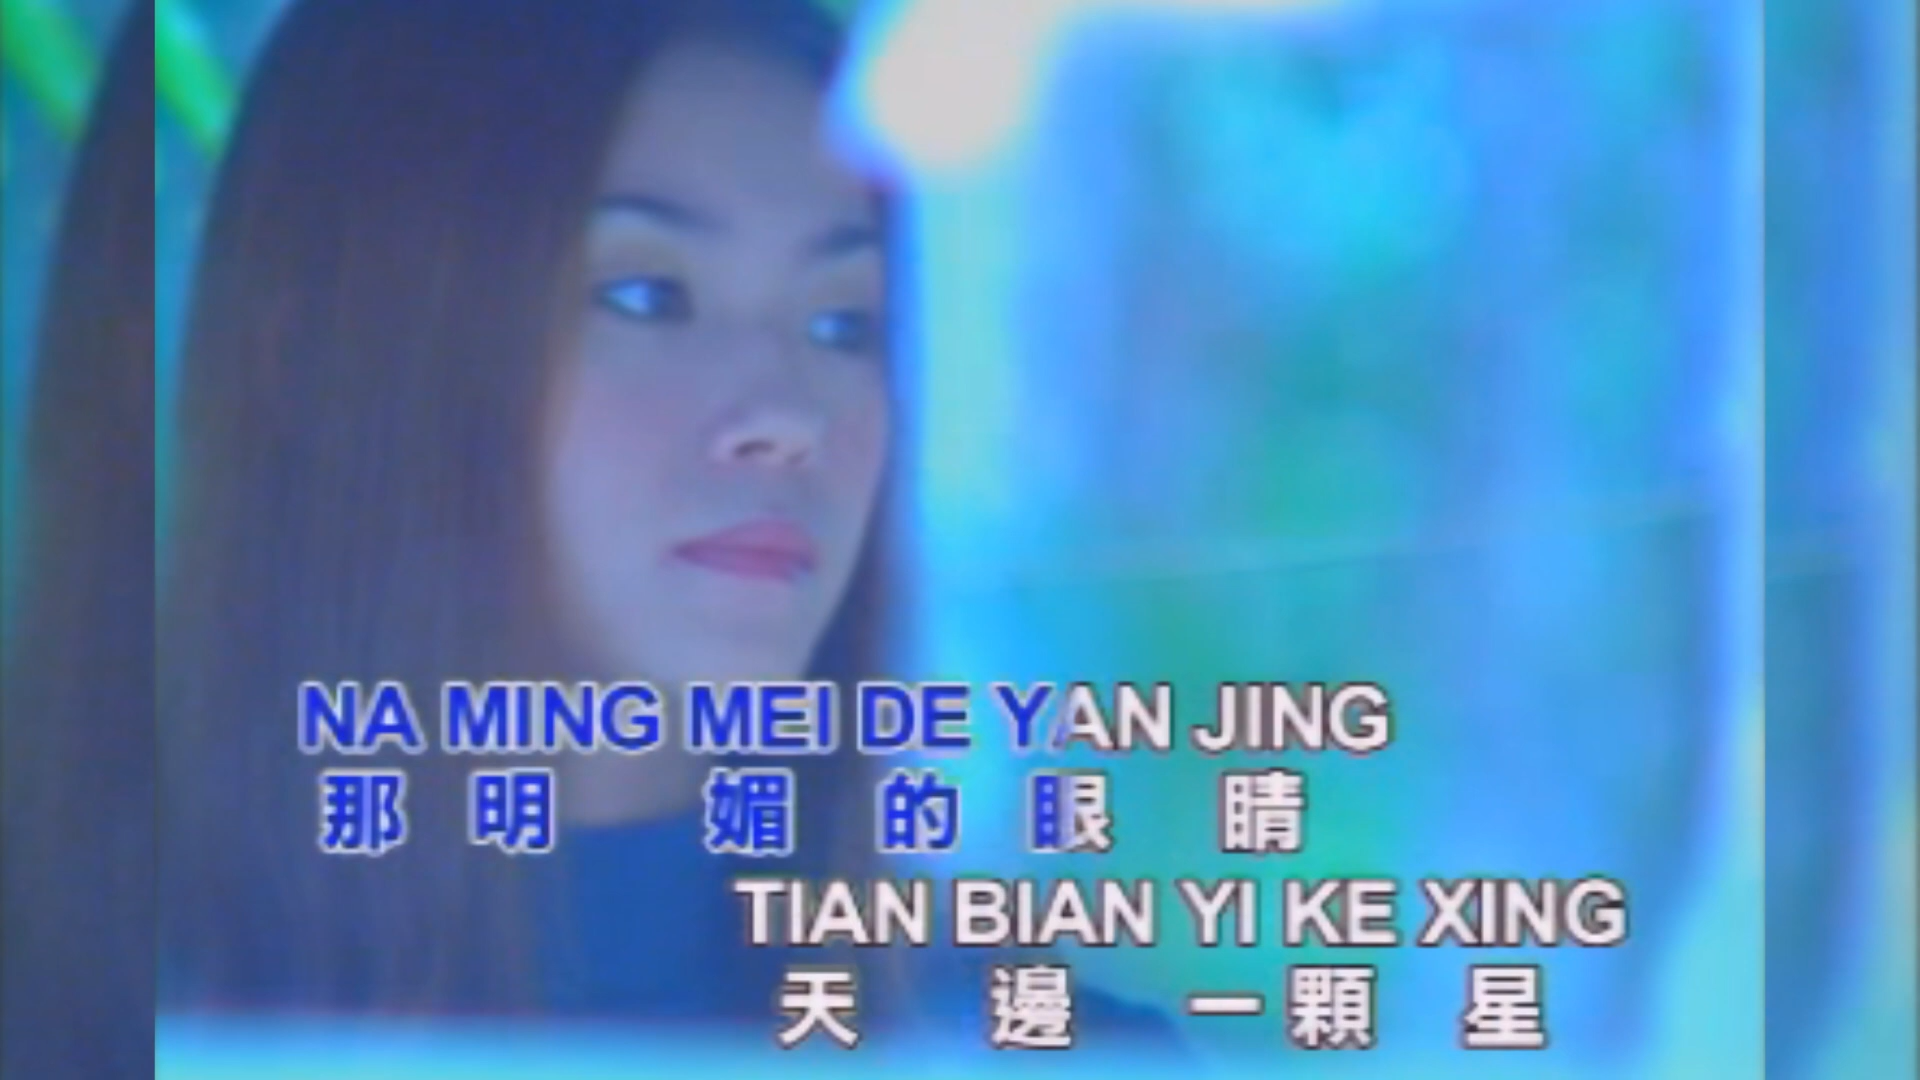 NA MING MEI DE YAN JING
那 明 媚 的 眼 睛
TIAN BIAN YI KE XING
天 邊 一 顆 星